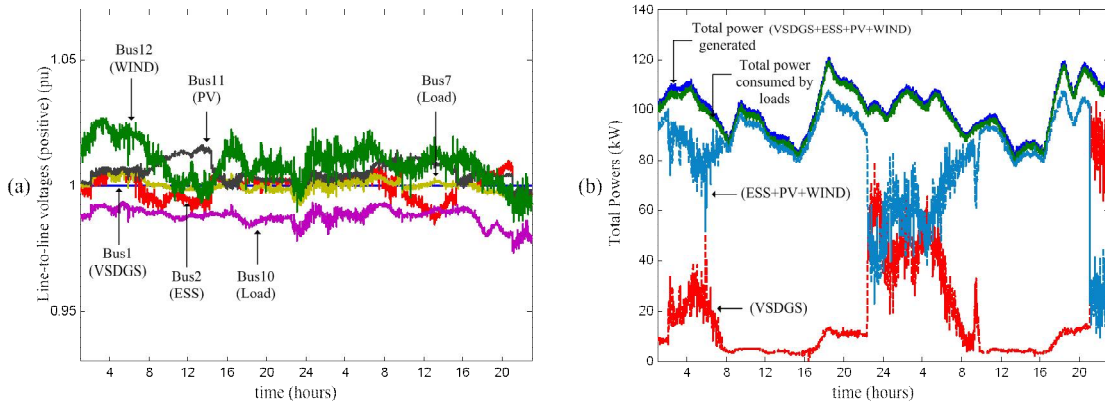 (a)
Line-to-line voltages (positive) (pu)
1.05
1
0.95
Bus12
(WIND)
Bus11
(PV)
Bus7
(Load)
Bus1
(VSDGS)
Bus2
(ESS)
Bus10
(Load)
4 8 12 16 20 24 4 8 12 16 20
time (hours)
(b)
Total Powers (kW)
140
120
100
80
60
40
20
0
Total power (VSDGS+ESS+PV+WIND)
generated
Total power
consumed by
loads
(ESS+PV+WIND)
(VSDGS)
4 8 12 16 20 24 4 8 12 16 20
time (hours)